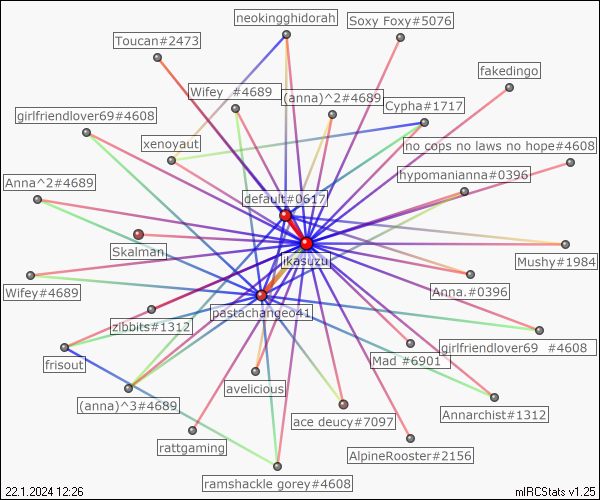 neokingghidorah
Soxy Foxy#5076
Toucan#2473
fakedingo
Wifey  #4689
(anna)^2#4689
Cypha#1717
girlfriendlover69#4608
xenoyaut
no cops no laws no hope#4608
hypomanianna#0396
Anna^2#4689
default#0617
Skalman
ikasuzu
Mushy#1984
Wifey#4689
Anna.#0396
pastachangeo41
zibbits#1312
girlfriendlover69  #4608
frisout
Mad #6901
avelicious
(anna)^3#4689
Annarchist#1312
ace deucy#7097
rattgaming
AlpineRooster#2156
ramshackle gorey#4608
22.1.2024 12:26
mIRCStats v1.25